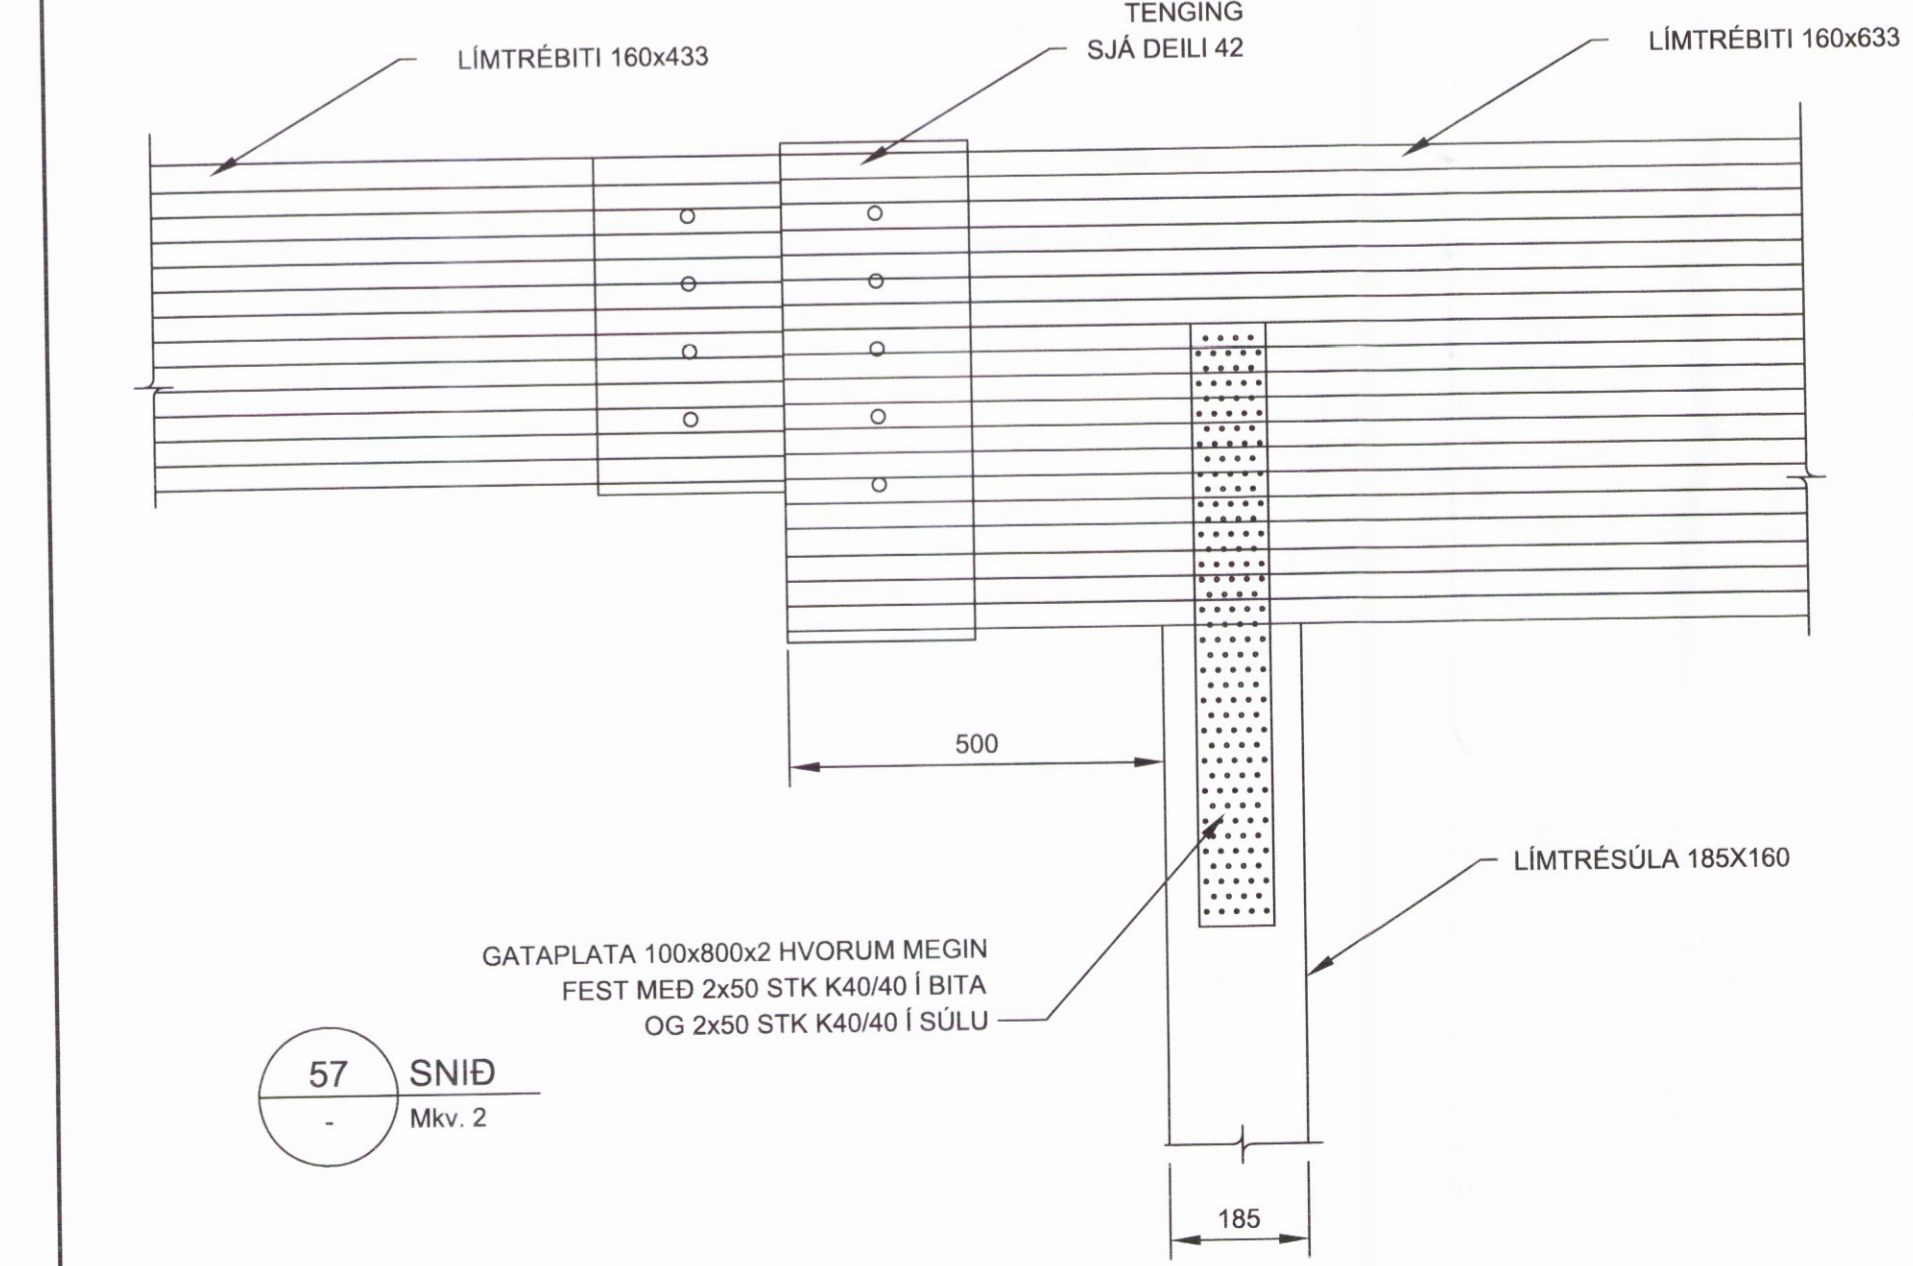 LÍMTRÉBITI 160x433
TENGING
SJÁ DEILI 42
LÍMTRÉBITI 160x633
500
LÍMTRÉSÚLA 185X160
GATAPLATA 100x800x2 HVORUM MEGIN
FEST MEÐ 2x50 STK K40/40 Í BITA
OG 2x50 STK K40/40 Í SÚLU
57
-
SNIÐ
Mkv. 2
185